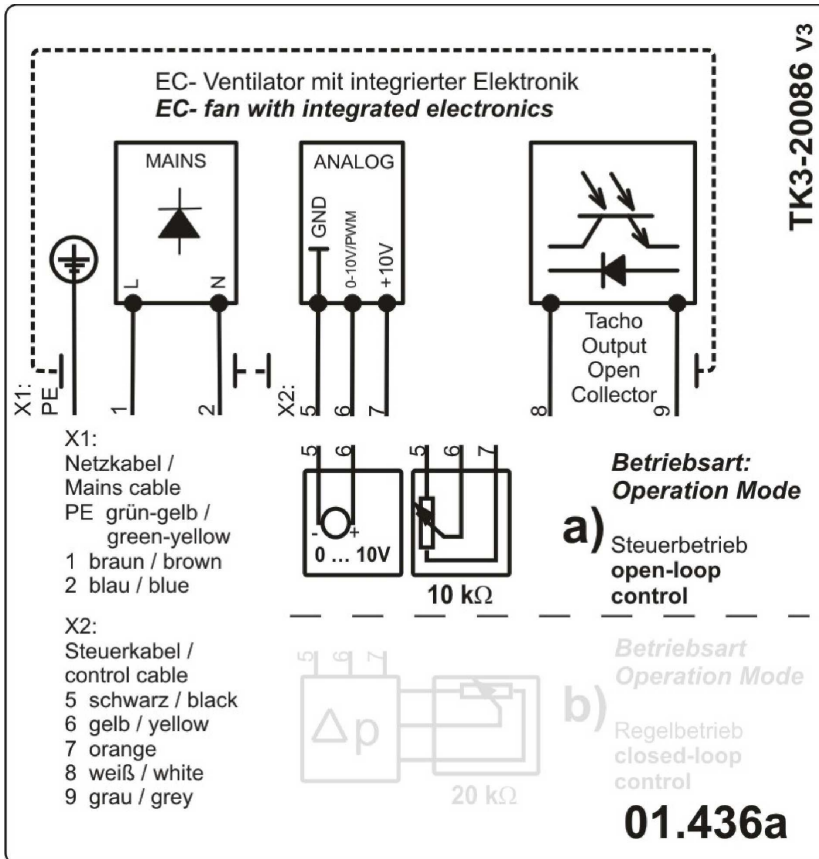 TK3-20086 V3
EC- Ventilator mit integrierter Elektronik
EC- fan with integrated electronics
MAINS
L
N
ANALOG
GND
0-10V/PWM
+10V
Tacho
Output
Open
Collector
X1:
PE
1
2
X2:
5
6
7
8
9
X1:
Netzkabel /
Mains cable
PE grün-gelb /
green-yellow
1 braun / brown
2 blau / blue
X2:
Steuerkabel /
control cable
5 schwarz / black
6 gelb / yellow
7 orange
8 weiß / white
9 grau / grey
5
6
- +
0 ... 10V
5
6
7
10 kΩ
a)
Betriebsart:
Operation Mode
Steuerbetrieb
open-loop
control
5
6
7
Δp
20 kΩ
b)
Betriebsart
Operation Mode
Regelbetrieb
closed-loop
control
01.436a